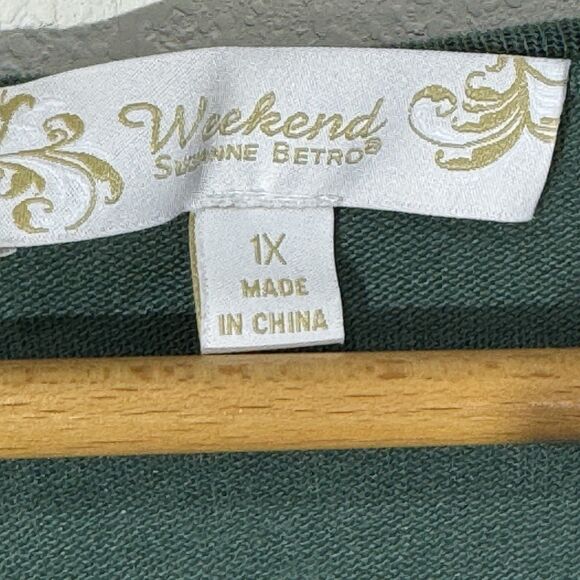 Weekend
SUZANNE BETRO®
1X
MADE
IN CHINA